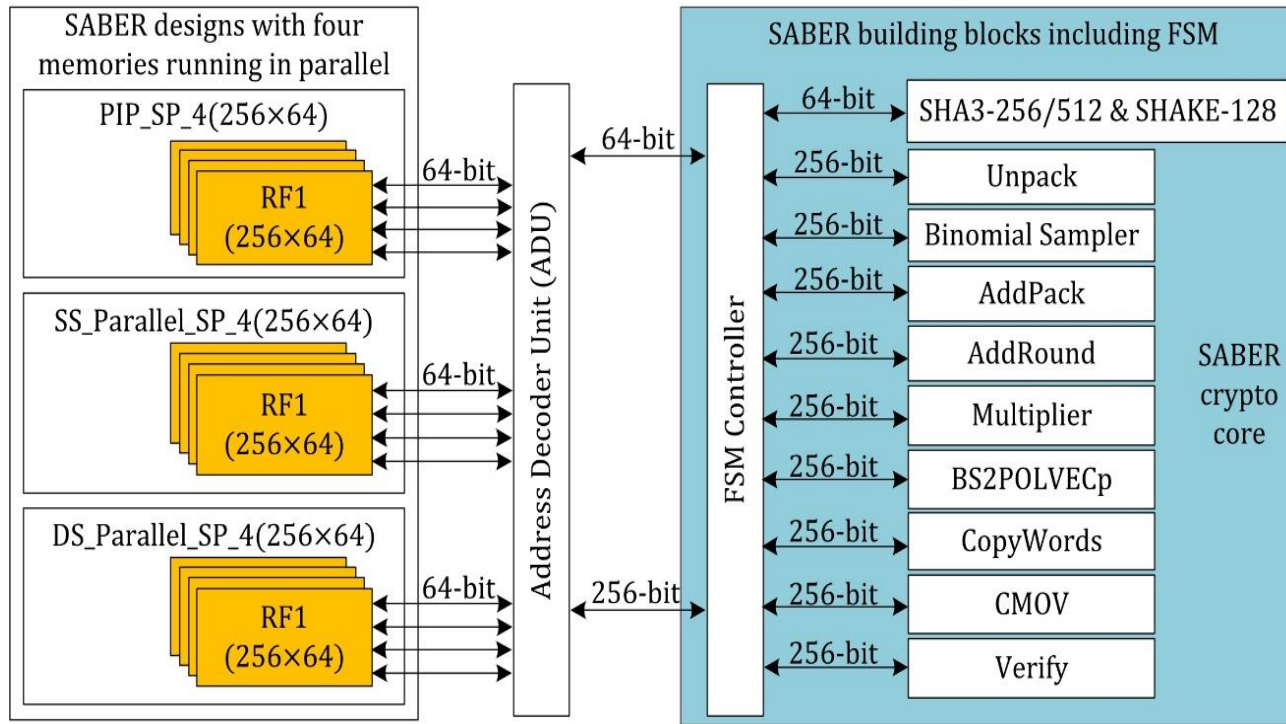 SABER designs with four
memories running in parallel
PIP_SP_4(256×64)
RF1
(256×64)
64-bit
SS_Parallel_SP_4(256×64)
RF1
(256×64)
64-bit
DS_Parallel_SP_4(256×64)
RF1
(256×64)
64-bit
Address Decoder Unit (ADU)
64-bit
256-bit
SABER building blocks including FSM
FSM Controller
64-bit
SHA3-256/512 & SHAKE-128
256-bit
Unpack
256-bit
Binomial Sampler
256-bit
AddPack
256-bit
AddRound
256-bit
Multiplier
256-bit
BS2POLVECp
256-bit
CopyWords
256-bit
CMOV
256-bit
Verify
SABER
crypto
core